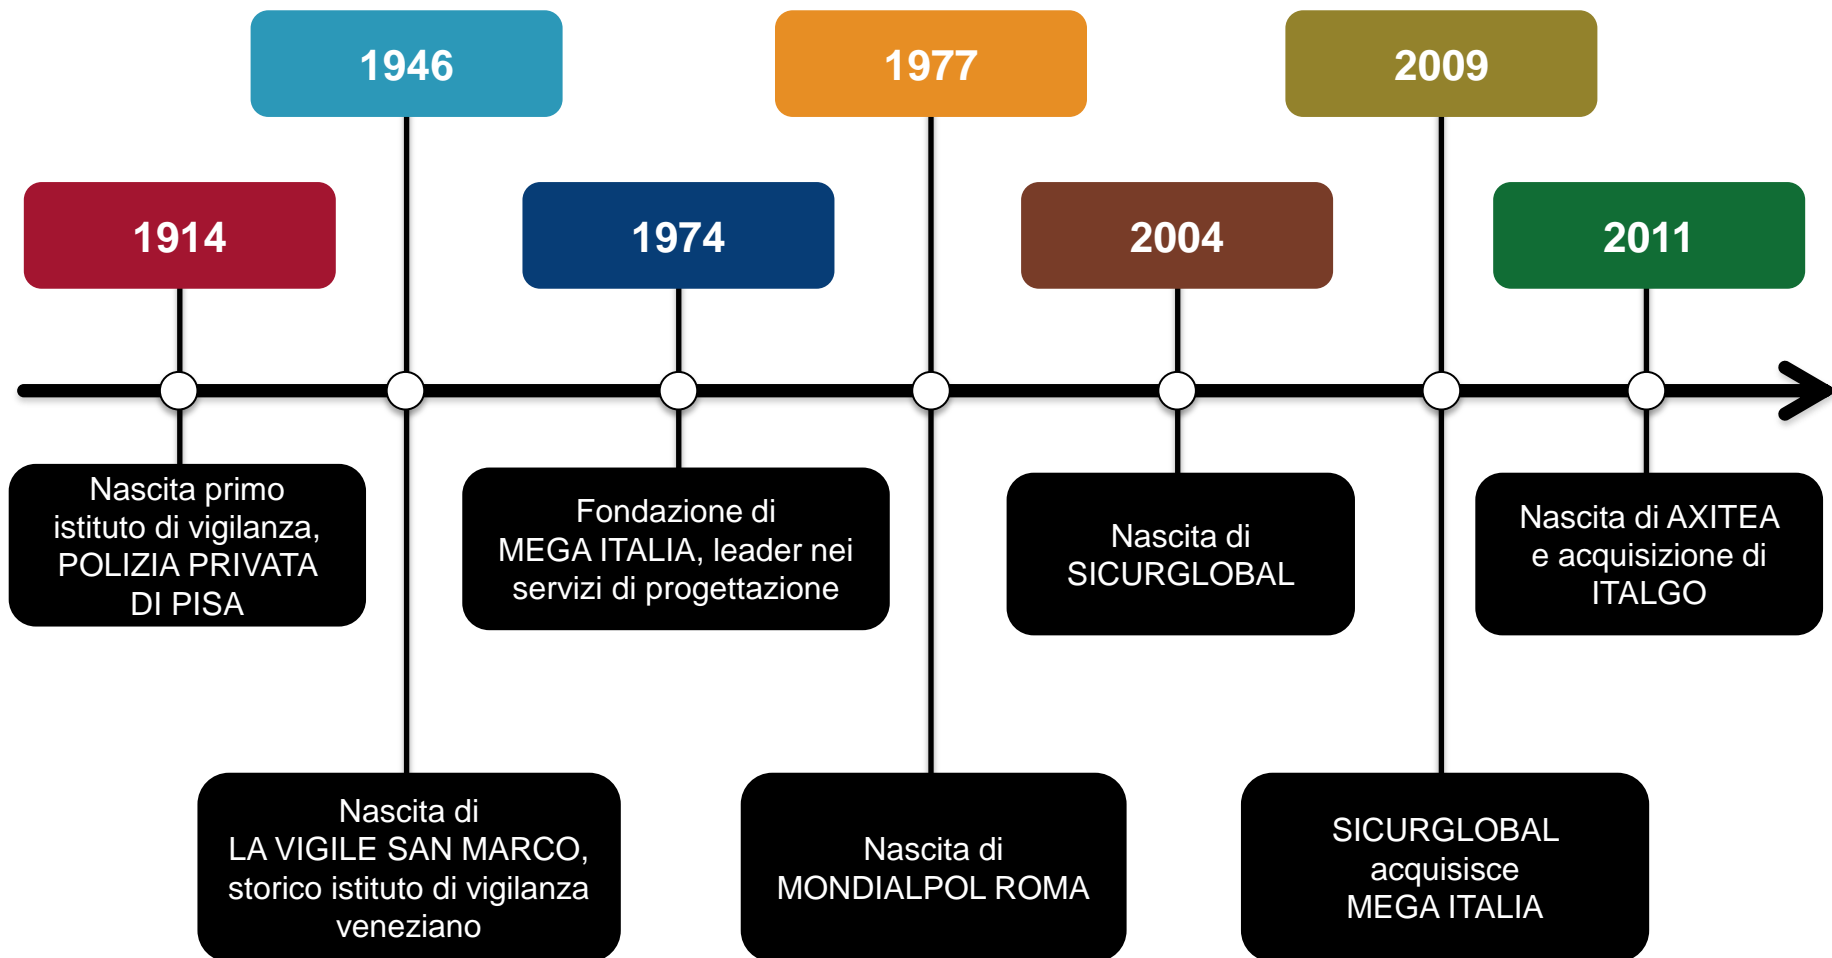 1946
1977
2009
1914
1974
2004
2011
Nascita primo
istituto di vigilanza,
POLIZIA PRIVATA
DI PISA
Fondazione di
MEGA ITALIA, leader nei
servizi di progettazione
Nascita di
SICURGLOBAL
Nascita di AXITEA
e acquisizione di
ITALGO
Nascita di
LA VIGILE SAN MARCO,
storico istituto di vigilanza
veneziano
Nascita di
MONDIALPOL ROMA
SICURGLOBAL
acquisisce
MEGA ITALIA